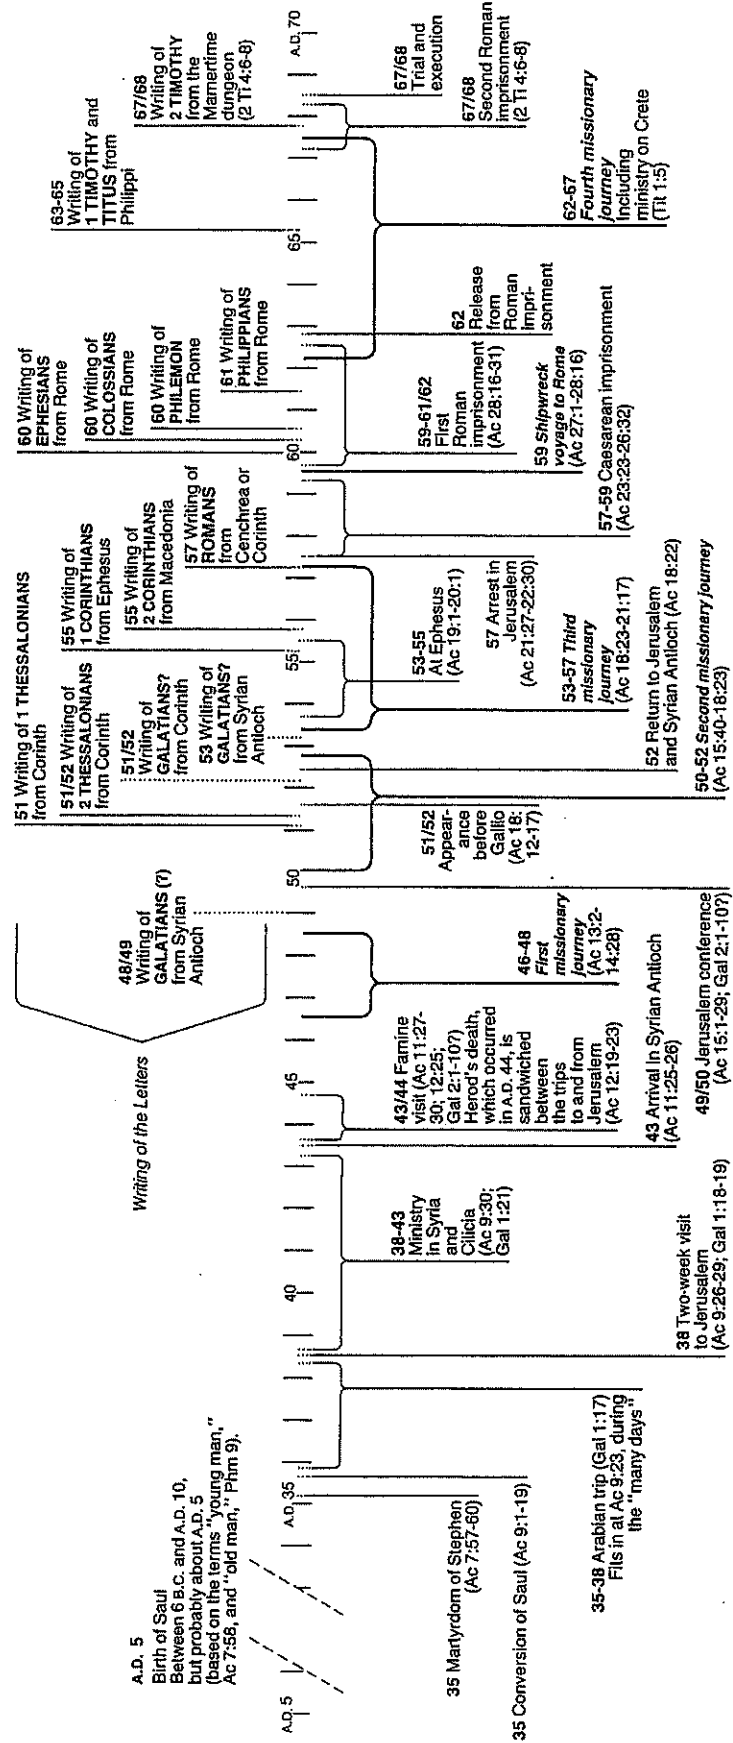 A.D. 5
Birth of Saul
Between 6 B.C. and A.D. 10,
but probably about A.D. 5
(based on the terms "young man,"
Ac 7:58, and "old man," Phm 9).
Writing of the Letters
48/49
Writing of
GALATIANS (?)
from Syrian
Antioch
51 Writing of 1 THESSALONIANS
from Corinth
51/52 Writing of
2 THESSALONIANS
from Corinth
51/52
Writing of
GALATIANS?
from Corinth
53 Writing of
GALATIANS?
from Syrian
Antioch
55 Writing of
1 CORINTHIANS
from Ephesus
55 Writing of
2 CORINTHIANS
from Macedonia
57 Writing of
ROMANS
from
Cenchrea or
Corinth
60 Writing of
EPHESIANS
from Rome
60 Writing of
COLOSSIANS
from Rome
60 Writing of
PHILEMON
from Rome
61 Writing of
PHILIPPIANS
from Rome
63-65
Writing of
1 TIMOTHY and
TITUS from
Philippi
67/68
Writing of
2 TIMOTHY
from the
Mamertime
dungeon
(2 Ti 4:6-8)
A.D. 5
A.D. 35
40
45
50
55
60
65
A.D. 70
35 Martyrdom of Stephen
(Ac 7:57-60)
35 Conversion of Saul (Ac 9:1-19)
35-38 Arabian trip (Gal 1:17)
Fits in at Ac 9:23, during
the "many days"
38 Two-week visit
to Jerusalem
(Ac 9:26-29; Gal 1:18-19)
38-43
Ministry
in Syria
and
Cilicia
(Ac 9:30;
Gal 1:21)
43/44 Famine
visit (Ac 11:27-
30; 12:25;
Gal 2:1-10?)
Herod's death,
which occurred
in A.D. 44, is
sandwiched
between
the trips
to and from
Jerusalem
(Ac 12:19-23)
43 Arrival in Syrian Antioch
(Ac 11:25-26)
46-48
First
missionary
journey
(Ac 13:2-
14:28)
49/50 Jerusalem conference
(Ac 15:1-29; Gal 2:1-10?)
51/52
Appear-
ance
before
Gallio
(Ac 18:
12-17)
50-52 Second missionary journey
(Ac 15:40-18:23)
52 Return to Jerusalem
and Syrian Antioch (Ac 18:22)
53-55
At Ephesus
(Ac 19:1-20:1)
53-57 Third
missionary
journey
(Ac 18:23-21:17)
57 Arrest in
Jerusalem
(Ac 21:27-22:30)
57-59 Caesarean imprisonment
(Ac 23:23-26:32)
59 Shipwreck
voyage to Rome
(Ac 27:1-28:16)
59-61/62
First
Roman
imprisonment
(Ac 28:16-31)
62
Release
from
Roman
impri-
sonment
62-67
Fourth missionary
journey
Including
ministry on Crete
(Tit 1:5)
67/68
Trial and
execution
67/68
Second Roman
imprisonment
(2 Ti 4:6-8)